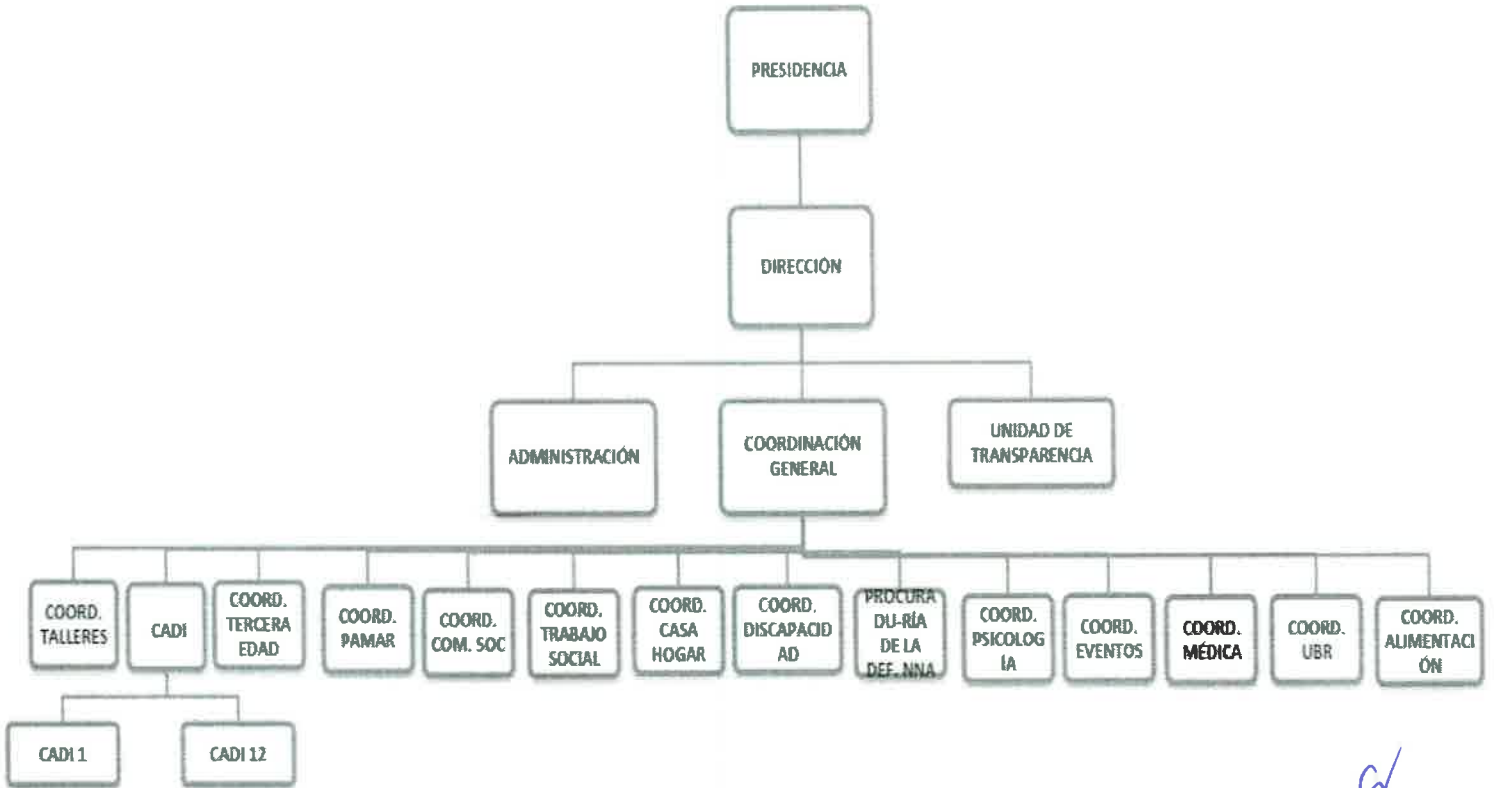 PRESIDENCIA
DIRECCIÓN
ADMINISTRACIÓN
COORDINACIÓN
GENERAL
UNIDAD DE
TRANSPARENCIA
COORD.
TALLERES
CADI
COORD.
TERCERA
EDAD
COORD.
PAMAR
COORD.
COM. SOC
COORD.
TRABAJO
SOCIAL
COORD.
CASA
HOGAR
COORD.
DISCAPACID
AD
PROCURA
DU-RÍA
DE LA
DEF. NNA
COORD.
PSICOLOG
ÍA
COORD.
EVENTOS
COORD.
MÉDICA
COORD.
UBR
COORD.
ALIMENTACI
ÓN
CADI 1
CADI 12